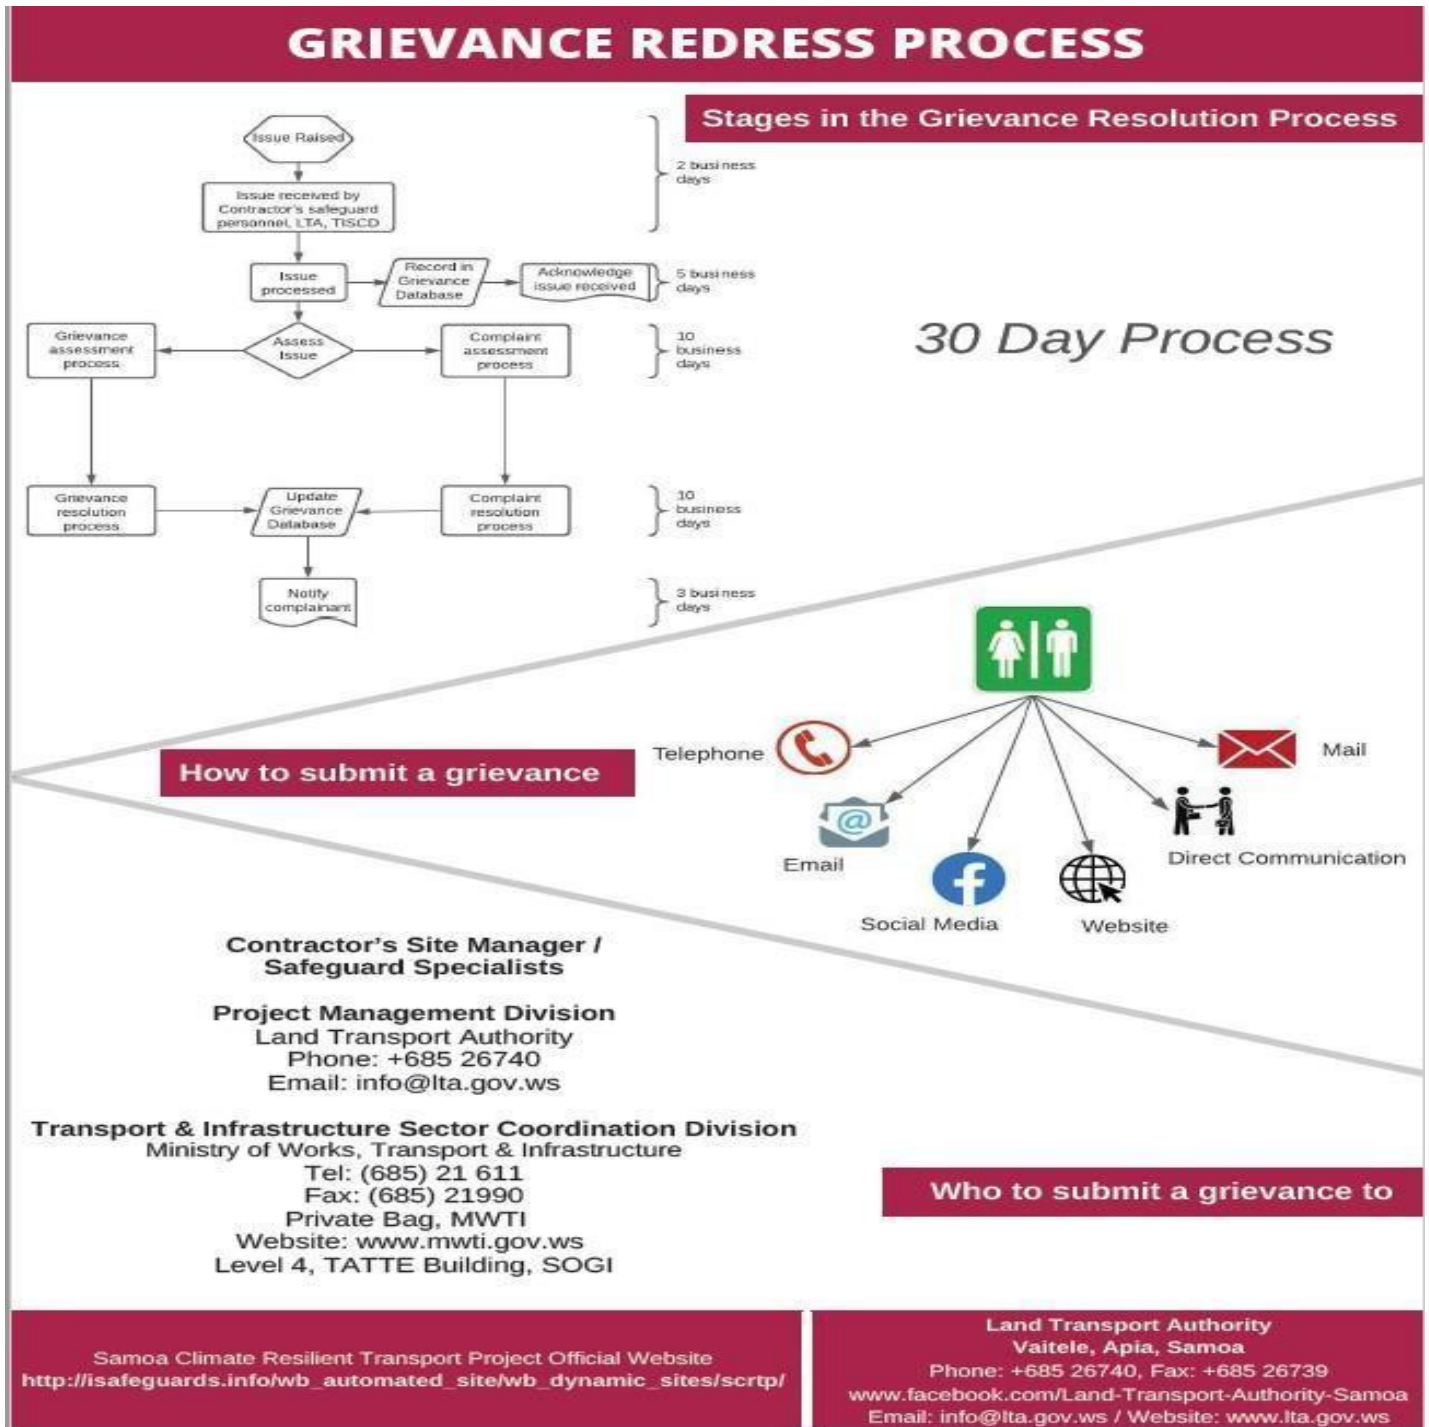 GRIEVANCE REDRESS PROCESS
Stages in the Grievance Resolution Process
Issue Raised
2 business
days
Issue received by
Contractor's safeguard
personnel, LTA, TISCD
Issue
processed
Record in
Grievance
Database
Acknowledge
issue received
5 business
days
Grievance
assessment
process
Assess
Issue
Complaint
assessment
process
10
business
days
30 Day Process
Grievance
resolution
process
Update
Grievance
Database
Complaint
resolution
process
10
business
days
Notify
complainant
3 business
days
How to submit a grievance
Telephone
Mail
Email
Direct Communication
Social Media
Website
Contractor's Site Manager /
Safeguard Specialists
Project Management Division
Land Transport Authority
Phone: +685 26740
Email: info@lta.gov.ws
Transport & Infrastructure Sector Coordination Division
Ministry of Works, Transport & Infrastructure
Tel: (685) 21 611
Fax: (685) 21990
Private Bag, MWTI
Website: www.mwti.gov.ws
Level 4, TATTE Building, SOGI
Who to submit a grievance to
Samoa Climate Resilient Transport Project Official Website
http://isafeguards.info/wb_automated_site/wb_dynamic_sites/scrtp/
Land Transport Authority
Vaitele, Apia, Samoa
Phone: +685 26740, Fax: +685 26739
www.facebook.com/Land-Transport-Authority-Samoa
Email: info@lta.gov.ws / Website: www.lta.gov.ws